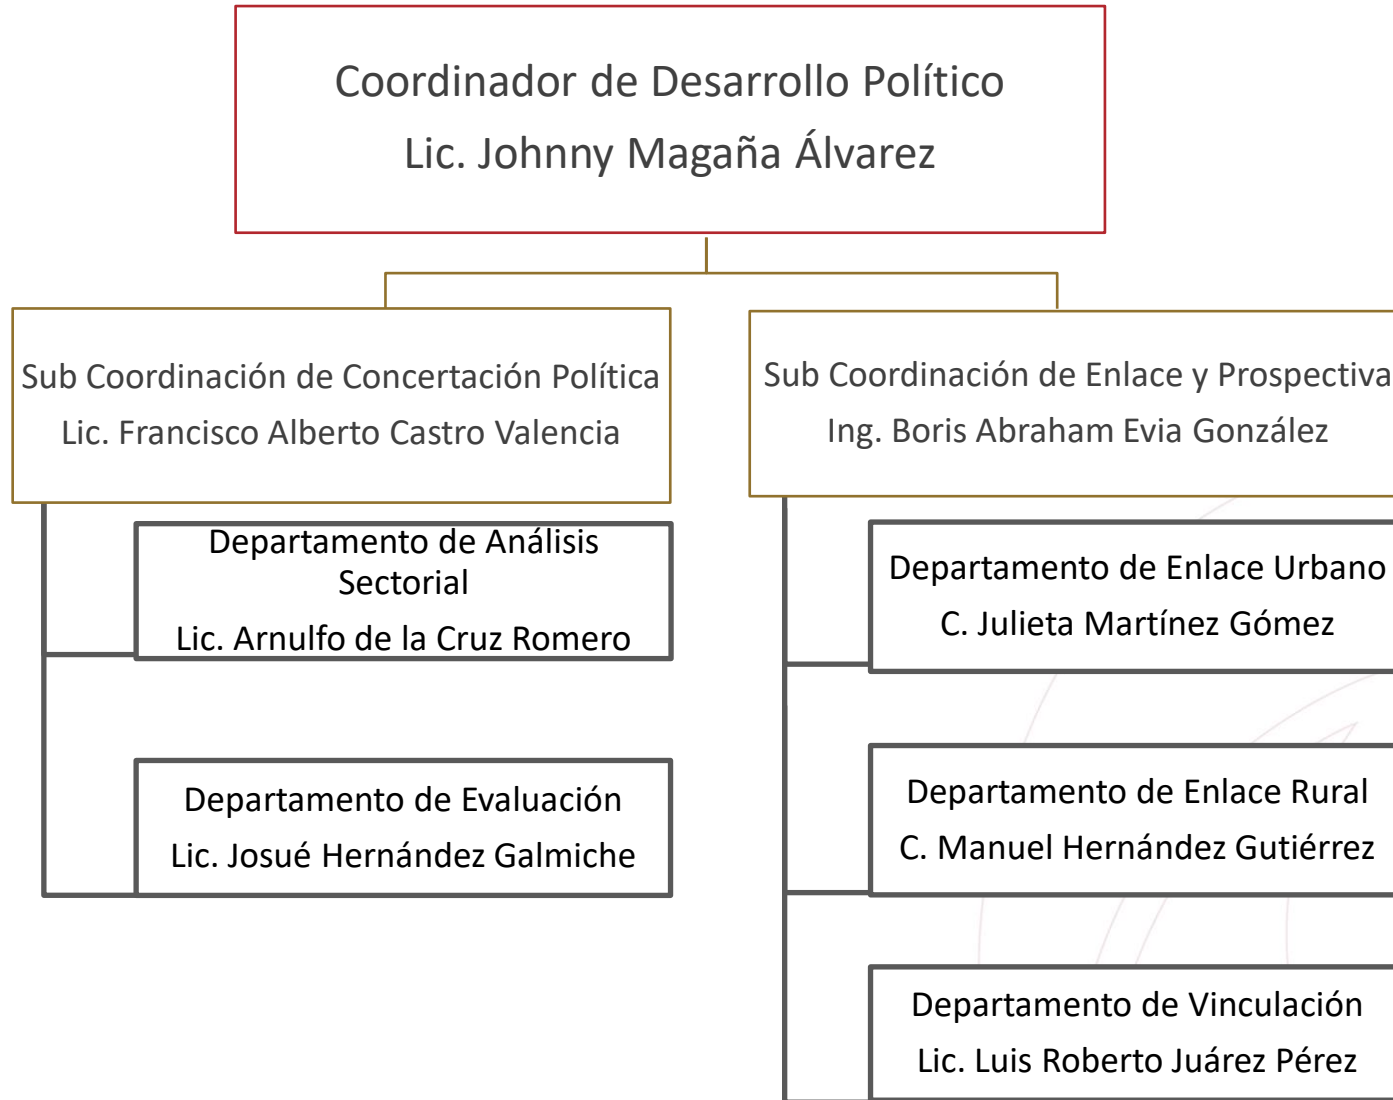 Coordinador de Desarrollo Político
Lic. Johnny Magaña Álvarez
Sub Coordinación de Concertación Política
Lic. Francisco Alberto Castro Valencia
Departamento de Análisis
Sectorial
Lic. Arnulfo de la Cruz Romero
Departamento de Evaluación
Lic. Josué Hernández Galmiche
Sub Coordinación de Enlace y Prospectiva
Ing. Boris Abraham Evia González
Departamento de Enlace Urbano
C. Julieta Martínez Gómez
Departamento de Enlace Rural
C. Manuel Hernández Gutiérrez
Departamento de Vinculación
Lic. Luis Roberto Juárez Pérez